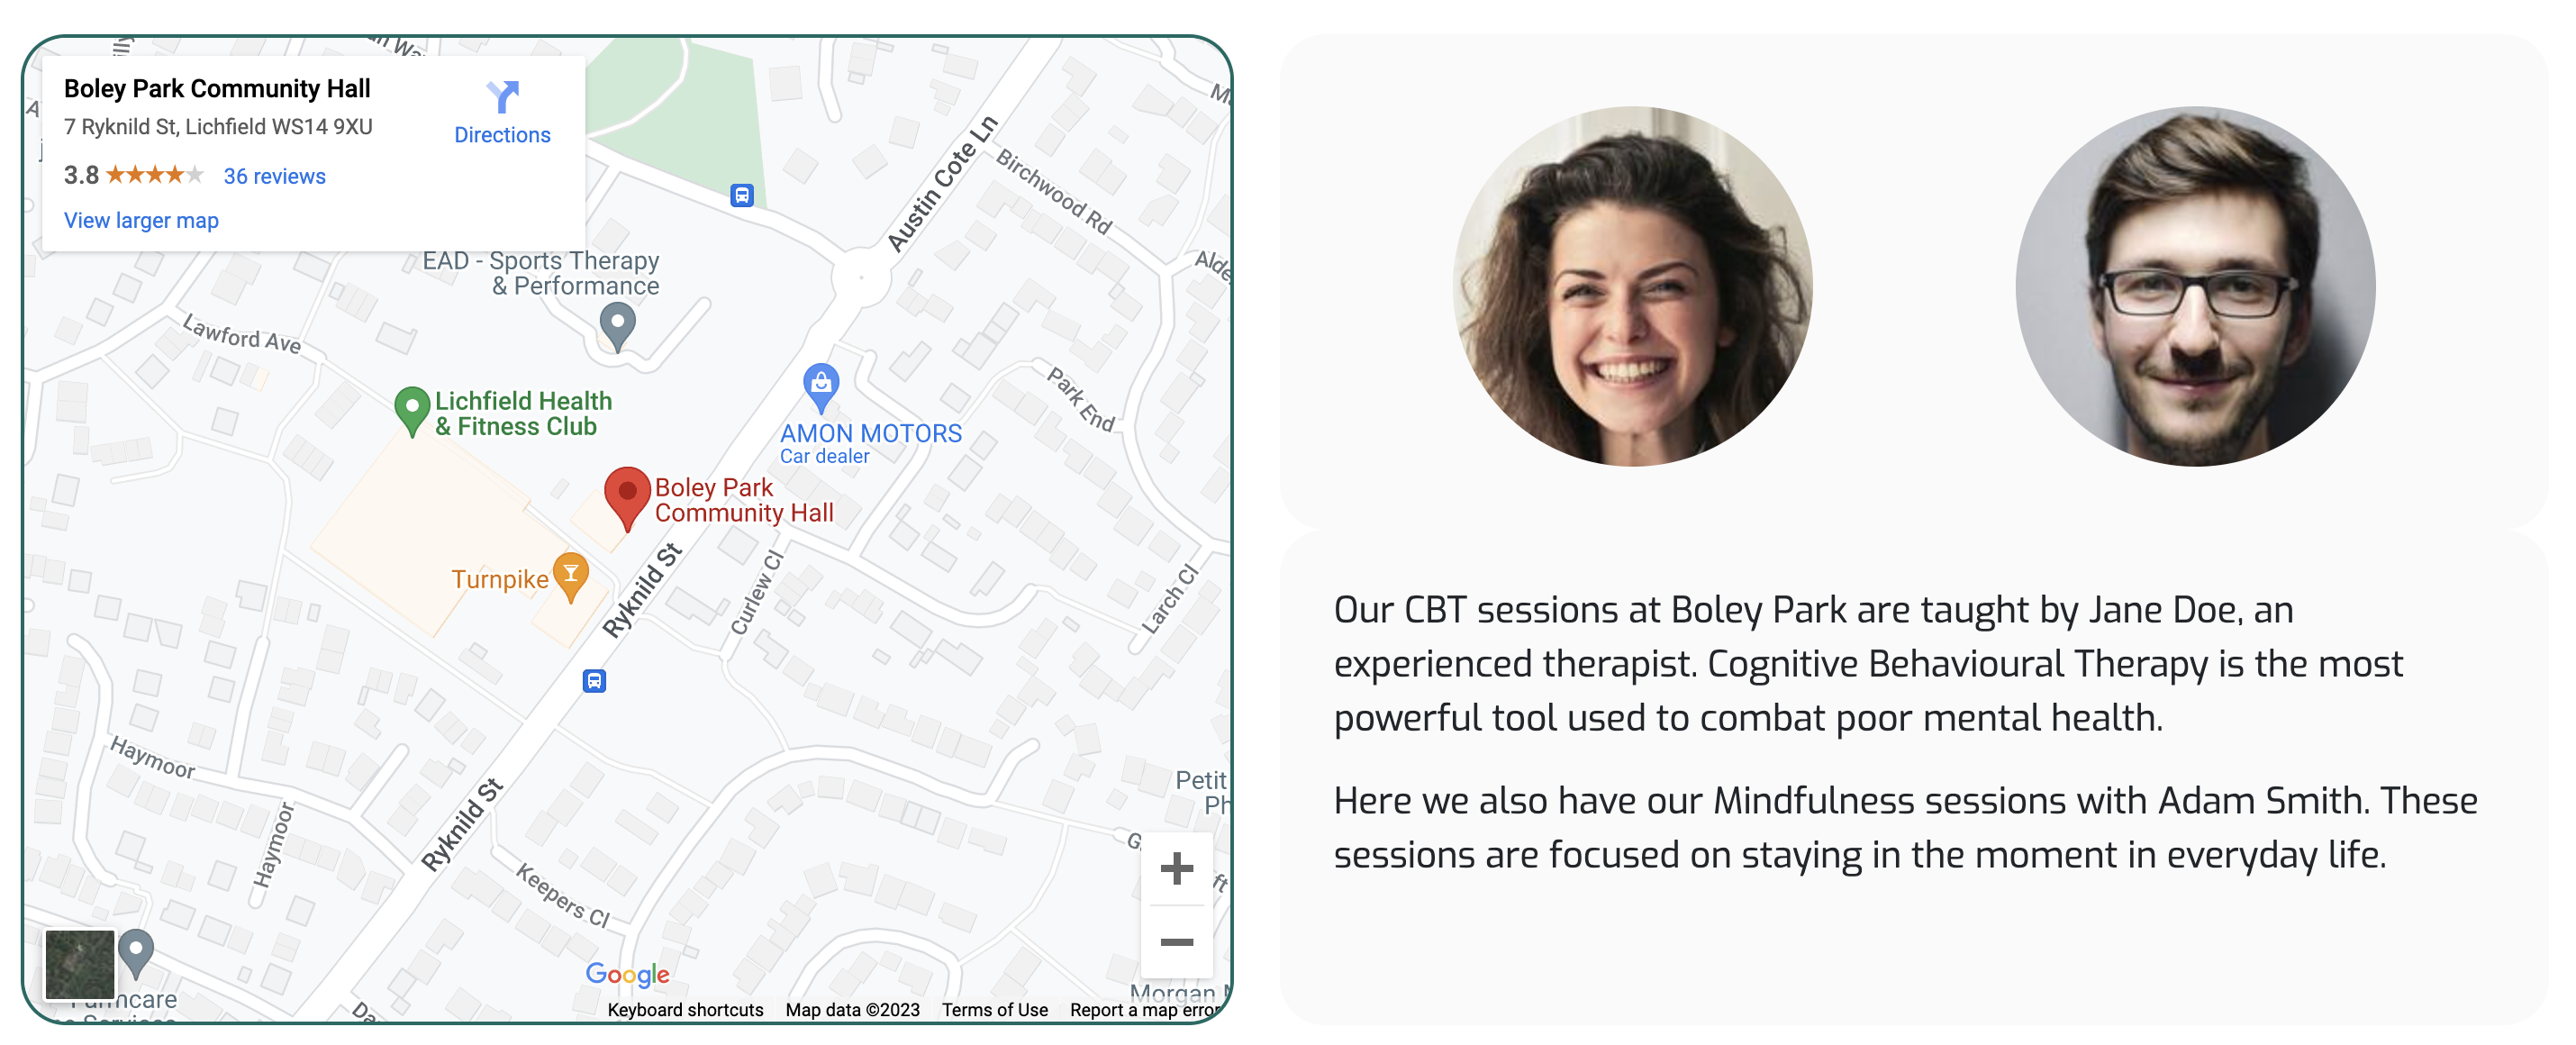 Boley Park Community Hall
7 Ryknild St, Lichfield WS14 9XU
3.8
36 reviews
View larger map
Directions
Austin Cote Ln
Birchwood Rd
EAD - Sports Therapy
& Performance
Lawford Ave
Lichfield Health
& Fitness Club
AMON MOTORS
Car dealer
Park End
Boley Park
Community Hall
Turnpike
Ryknild St
Curlew Cl
Larch Cl
Haymoor
Haymoor
Ryknild St
Keepers Cl
Petit
Google
Keyboard shortcuts
Map data ©2023
Terms of Use
Report a map error
Our CBT sessions at Boley Park are taught by Jane Doe, an
experienced therapist. Cognitive Behavioural Therapy is the most
powerful tool used to combat poor mental health.
Here we also have our Mindfulness sessions with Adam Smith. These
sessions are focused on staying in the moment in everyday life.